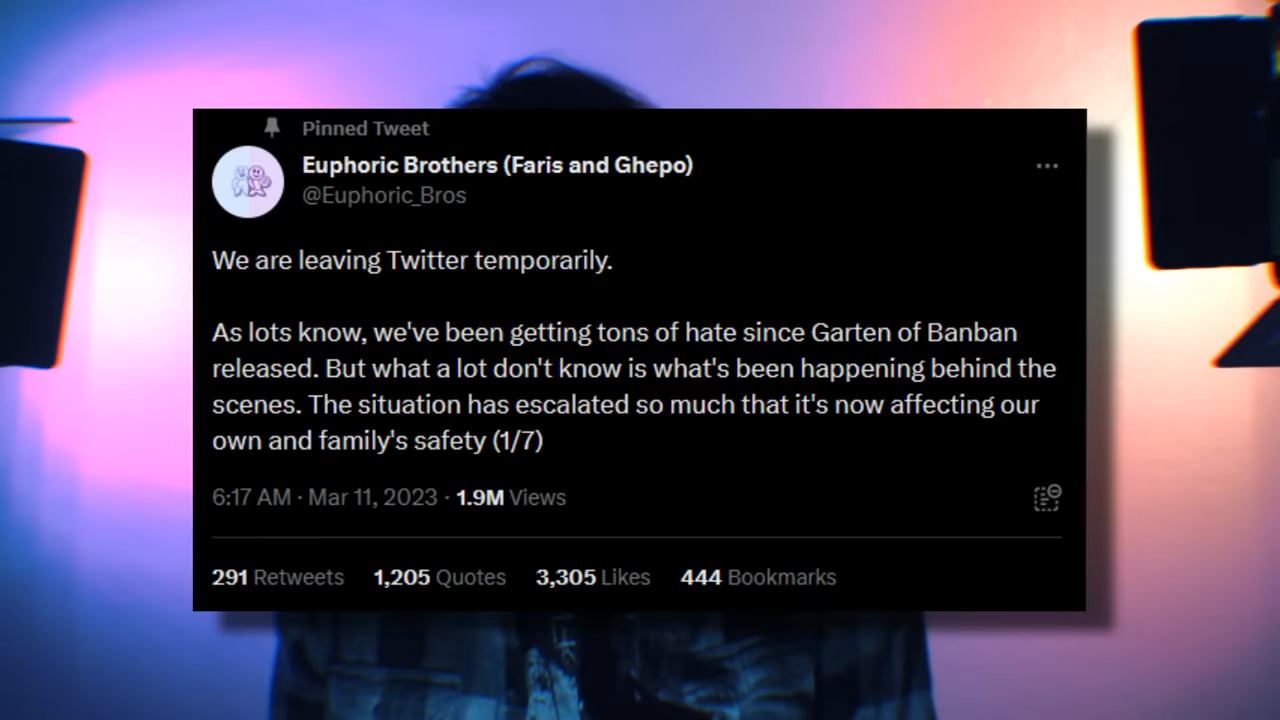 Pinned Tweet
Euphoric Brothers (Faris and Ghepo)
@Euphoric_Bros
We are leaving Twitter temporarily.
As lots know, we've been getting tons of hate since Garten of Banban
released. But what a lot don't know is what's been happening behind the
scenes. The situation has escalated so much that it's now affecting our
own and family's safety (1/7)
6:17 AM · Mar 11, 2023 · 1.9M Views
291 Retweets 1,205 Quotes 3,305 Likes 444 Bookmarks